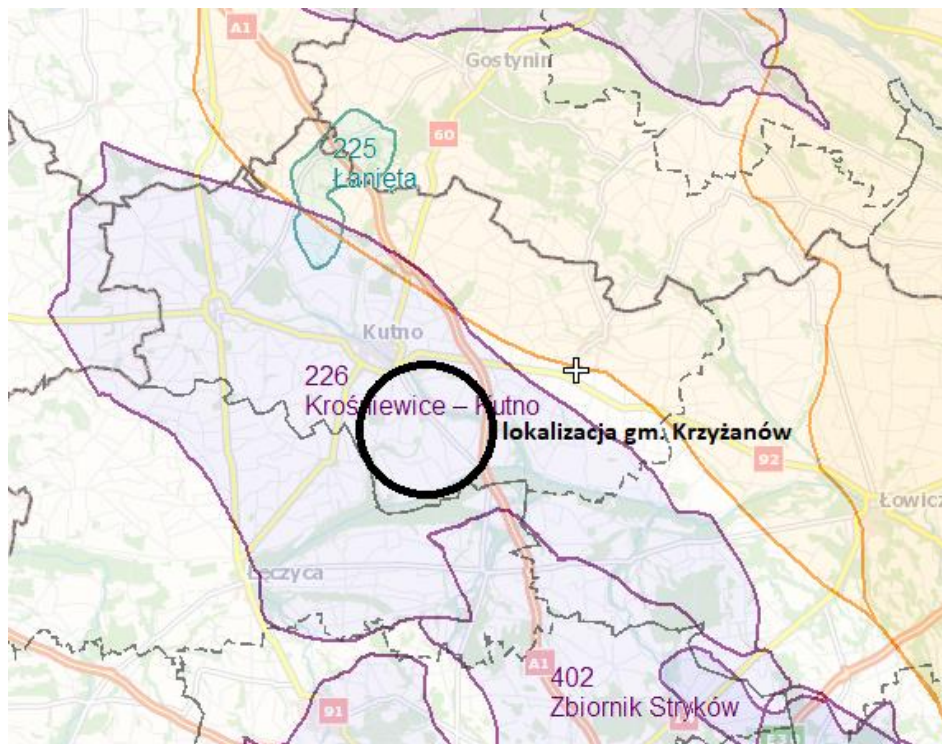 A1
Gostynin
60
225
Łanięta
Kutno
226
Krośniewice – Kutno
lokalizacja gm. Krzyżanów
92
Łowicz
Łęczyca
A1
402
Zbiornik Stryków
91